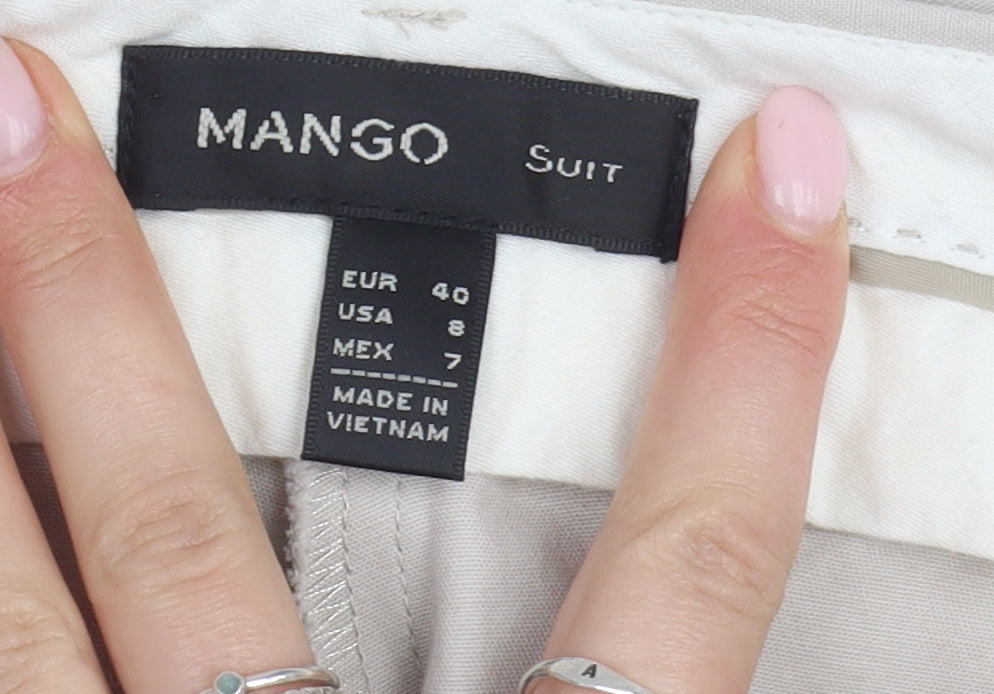 MANGO SUIT
EUR 40
USA 8
MEX 7
MADE IN
VIETNAM
A